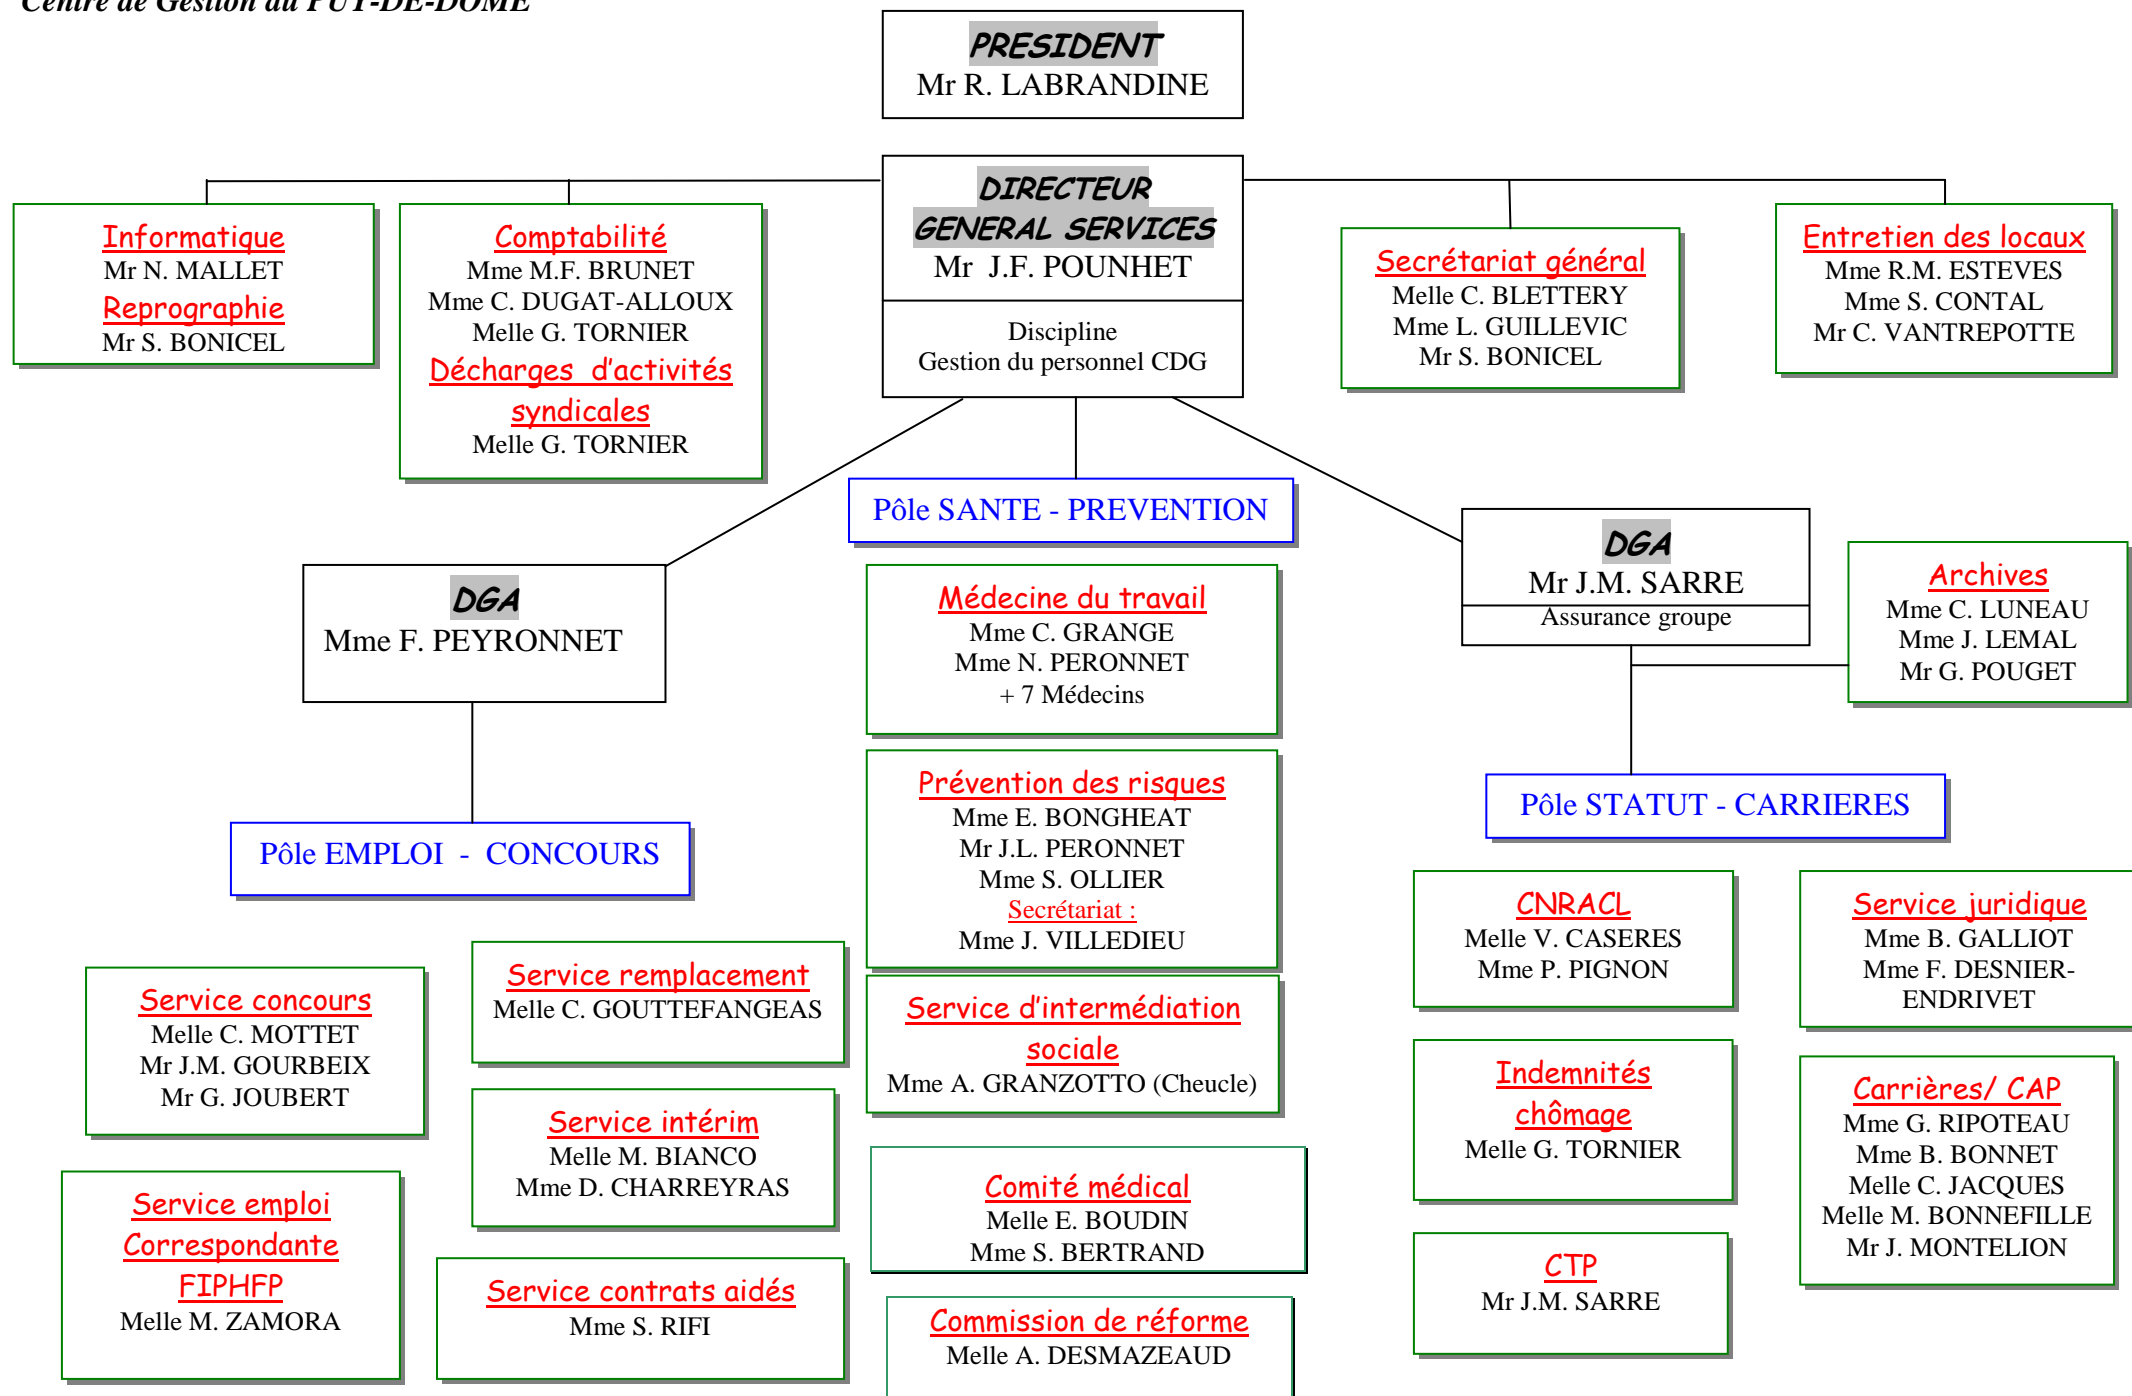 Centre de Gestion du PUY-DE-DOME
PRESIDENT
Mr R. LABRANDINE
DIRECTEUR
GENERAL SERVICES
Mr J.F. POUNHET
Discipline
Gestion du personnel CDG
Informatique
Mr N. MALLET
Reprographie
Mr S. BONICEL
Comptabilité
Mme M.F. BRUNET
Mme C. DUGAT-ALLOUX
Melle G. TORNIER
Décharges d'activités
syndicales
Melle G. TORNIER
Secrétariat général
Melle C. BLETTERY
Mme L. GUILLEVIC
Mr S. BONICEL
Entretien des locaux
Mme R.M. ESTEVES
Mme S. CONTAL
Mr C. VANTREPOTTE
DGA
Mme F. PEYRONNET
Pôle EMPLOI - CONCOURS
Service concours
Melle C. MOTTET
Mr J.M. GOURBEIX
Mr G. JOUBERT
Service emploi
Correspondante
FIPHFP
Melle M. ZAMORA
Service remplacement
Melle C. GOUTTEFANGEAS
Service intérim
Melle M. BIANCO
Mme D. CHARREYRAS
Service contrats aidés
Mme S. RIFI
Pôle SANTE - PREVENTION
Médecine du travail
Mme C. GRANGE
Mme N. PERONNET
+ 7 Médecins
Prévention des risques
Mme E. BONGHEAT
Mr J.L. PERONNET
Mme S. OLLIER
Secrétariat :
Mme J. VILLEDIEU
Service d'intermédiation
sociale
Mme A. GRANZOTTO (Cheucle)
Comité médical
Melle E. BOUDIN
Mme S. BERTRAND
Commission de réforme
Melle A. DESMAZEAUD
DGA
Mr J.M. SARRE
Assurance groupe
Archives
Mme C. LUNEAU
Mme J. LEMAL
Mr G. POUGET
Pôle STATUT - CARRIERES
CNRACL
Melle V. CASERES
Mme P. PIGNON
Indemnités
chômage
Melle G. TORNIER
CTP
Mr J.M. SARRE
Service juridique
Mme B. GALLIOT
Mme F. DESNIER-
ENDRIVET
Carrières/ CAP
Mme G. RIPOTEAU
Mme B. BONNET
Melle C. JACQUES
Melle M. BONNEFILLE
Mr J. MONTELION